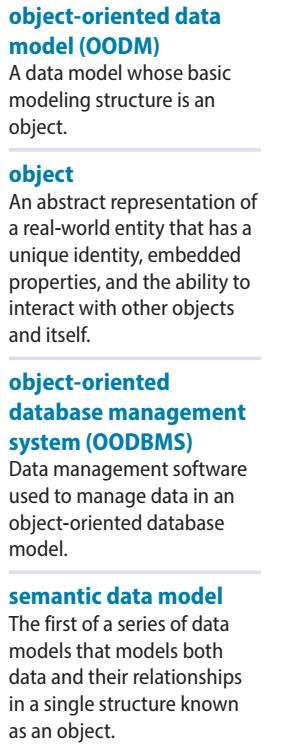 object-oriented data
model (OODM)
A data model whose basic
modeling structure is an
object.
object
An abstract representation of
a real-world entity that has a
unique identity, embedded
properties, and the ability to
interact with other objects
and itself.
object-oriented
database management
system (OODBMS)
Data management software
used to manage data in an
object-oriented database
model.
semantic data model
The first of a series of data
models that models both
data and their relationships
in a single structure known
as an object.